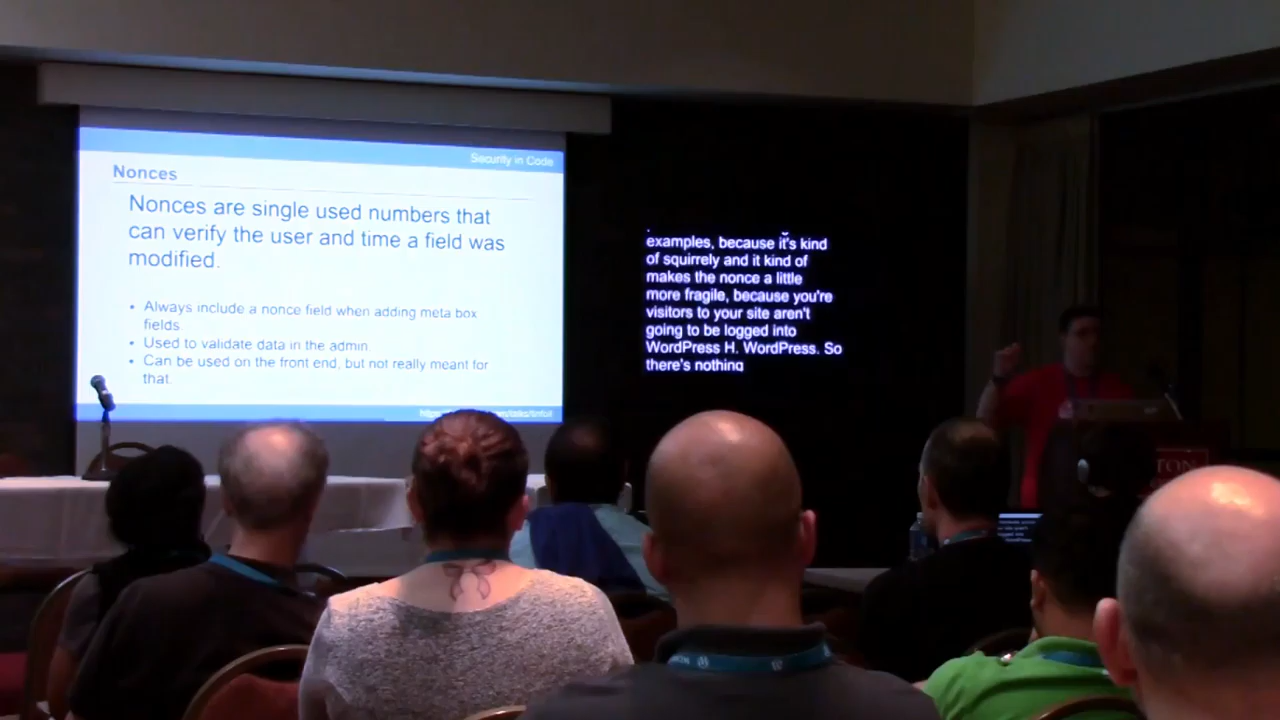 Security in Code
Nonces
Nonces are single used numbers that
can verify the user and time a field was
modified.
• Always include a nonce field when adding meta box
fields.
• Used to validate data in the admin.
• Can be used on the front end, but not really meant for
that.
examples, because it's kind
of squirrely and it kind of
makes the nonce a little
more fragile, because you're
visitors to your site aren't
going to be logged into
WordPress H. WordPress. So
there's nothing
TON